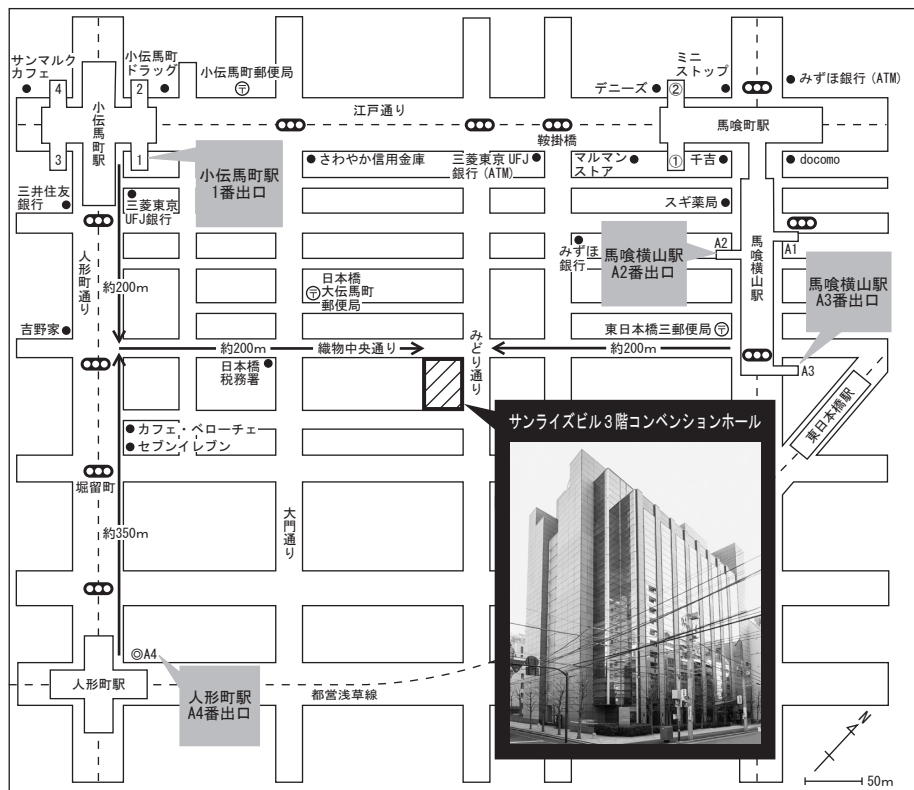 サンマルク
カフェ
4
2
小伝馬町
ドラッグ
小伝馬町郵便局
〒
小伝馬町駅
3
1
小伝馬町駅
1番出口
三井住友
銀行
三菱東京
UFJ銀行
人形町通り
約200m
江戸通り
さわやか信用金庫
三菱東京UFJ
銀行(ATM)
鞍掛橋
デニーズ
②
ミニ
ストップ
みずほ銀行(ATM)
馬喰町駅
マルマン
ストア
①
千吉
docomo
スギ薬局
みずほ
銀行
馬喰横山駅
A2番出口
A2
馬喰横山駅
A1
馬喰横山駅
A3番出口
日本橋
〒大伝馬町
郵便局
吉野家
約200m
織物中央通り
みどり通り
東日本橋三郵便局〒
約200m
日本橋
税務署
A3
東日本橋駅
サンライズビル3階コンベンションホール
カフェ・ベローチェ
セブンイレブン
堀留町
大門通り
約350m
◎A4
人形町駅
人形町駅
A4番出口
都営浅草線
N
50m